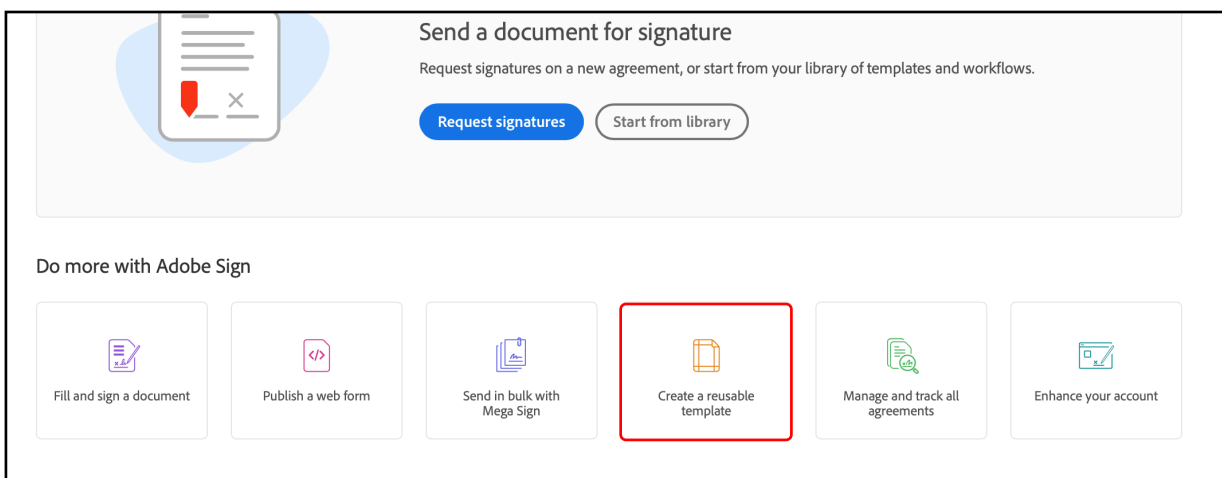 Send a document for signature
Request signatures on a new agreement, or start from your library of templates and workflows.
Request signatures
Start from library
Do more with Adobe Sign
Fill and sign a document
Publish a web form
Send in bulk with
Mega Sign
Create a reusable
template
Manage and track all
agreements
Enhance your account